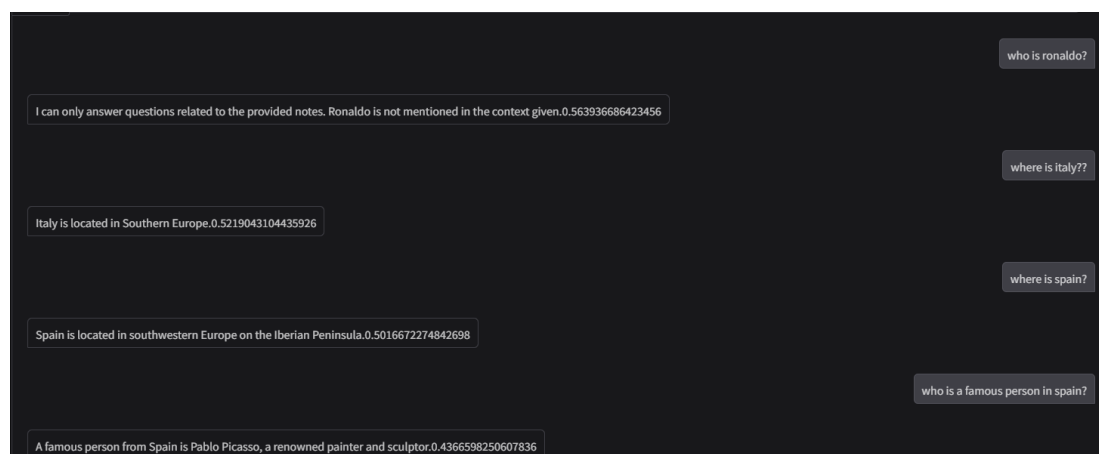 who is ronaldo?
I can only answer questions related to the provided notes. Ronaldo is not mentioned in the context given.0.563936686423456
where is italy??
Italy is located in Southern Europe.0.5219043104435926
where is spain?
Spain is located in southwestern Europe on the Iberian Peninsula.0.5016672274842698
who is a famous person in spain?
A famous person from Spain is Pablo Picasso, a renowned painter and sculptor.0.4366598250607836